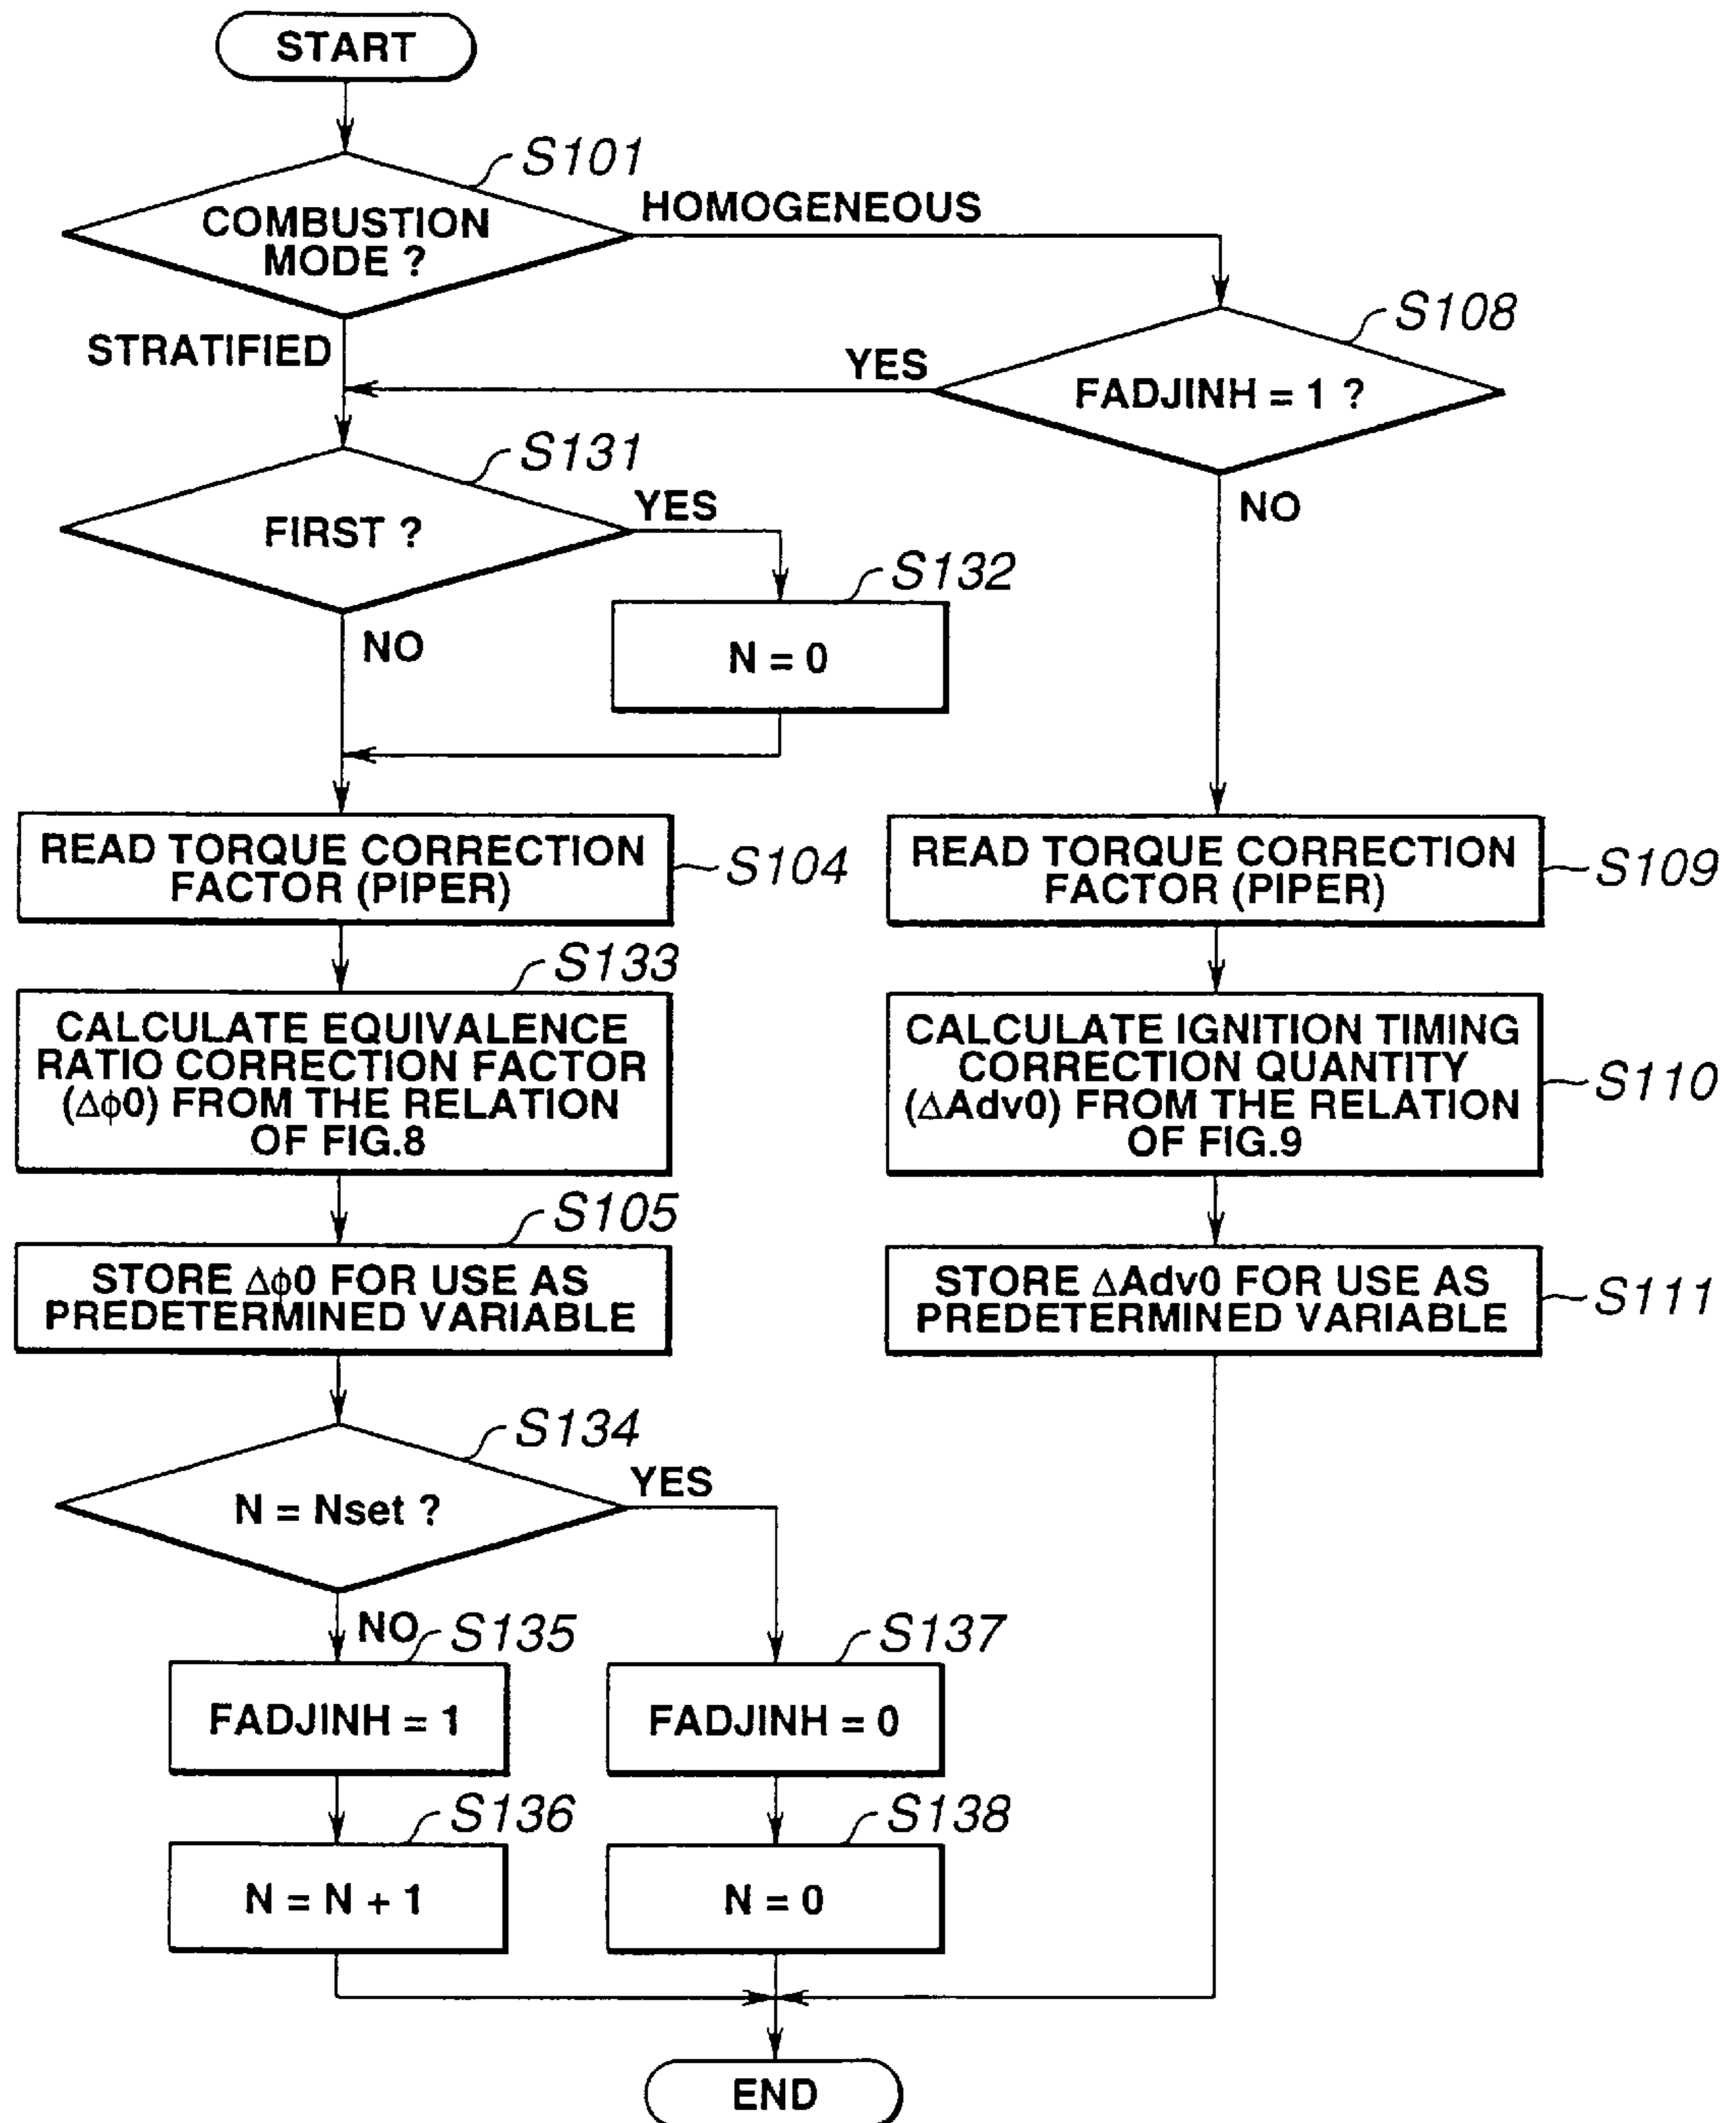 START
S101
COMBUSTION
MODE ?
HOMOGENEOUS
STRATIFIED
S108
FADJINH = 1 ?
YES
NO
S131
FIRST ?
YES
NO
S132
N = 0
READ TORQUE CORRECTION
FACTOR (PIPER)
S104
READ TORQUE CORRECTION
FACTOR (PIPER)
S109
S133
CALCULATE EQUIVALENCE
RATIO CORRECTION FACTOR
(Δϕ0) FROM THE RELATION
OF FIG.8
CALCULATE IGNITION TIMING
CORRECTION QUANTITY
(ΔAdv0) FROM THE RELATION
OF FIG.9
S110
S105
STORE Δϕ0 FOR USE AS
PREDETERMINED VARIABLE
STORE ΔAdv0 FOR USE AS
PREDETERMINED VARIABLE
S111
S134
N = Nset ?
YES
NO
S135
FADJINH = 1
S137
FADJINH = 0
S136
N = N + 1
S138
N = 0
END